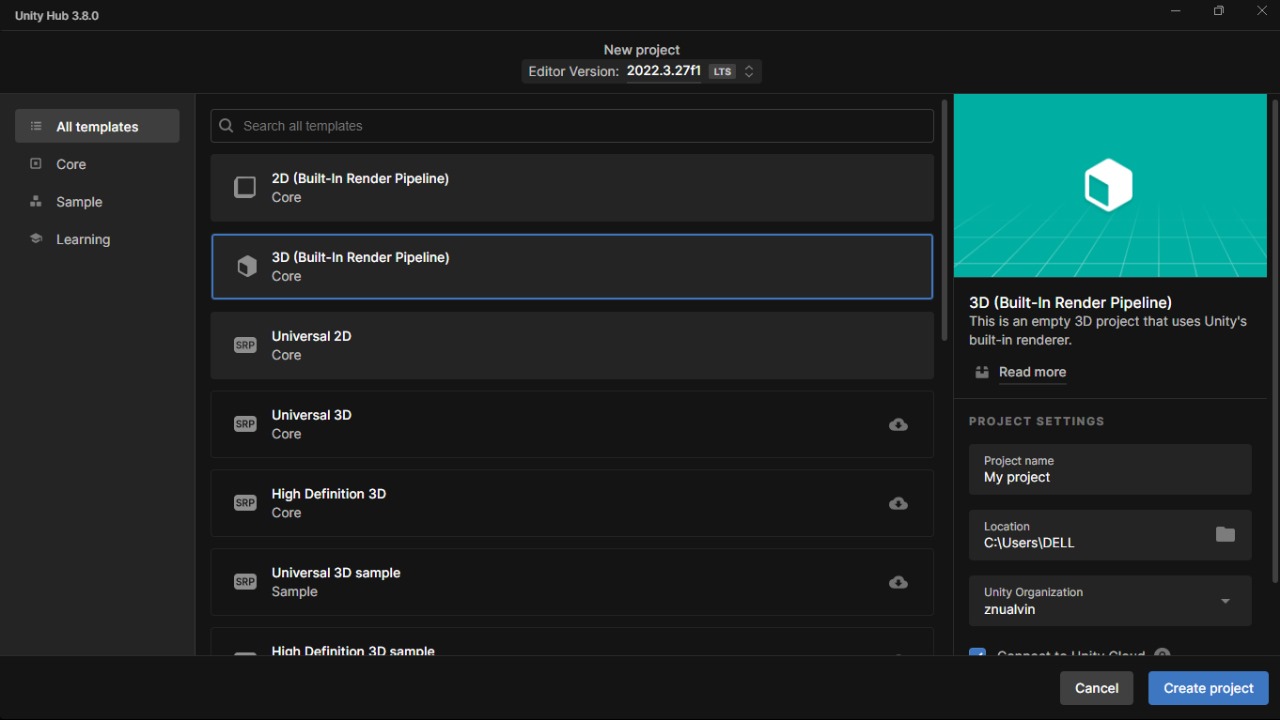 Unity Hub 3.8.0
New project
Editor Version: 2022.3.27f1 LTS
All templates
Core
Sample
Learning
Search all templates
2D (Built-In Render Pipeline)
Core
3D (Built-In Render Pipeline)
Core
SRP
Universal 2D
Core
SRP
Universal 3D
Core
SRP
High Definition 3D
Core
SRP
Universal 3D sample
Sample
High Definition 3D sample
3D (Built-In Render Pipeline)
This is an empty 3D project that uses Unity's
built-in renderer.
Read more
PROJECT SETTINGS
Project name
My project
Location
C:\Users\DELL
Unity Organization
znualvin
Connect to Unity Cloud
Cancel
Create project